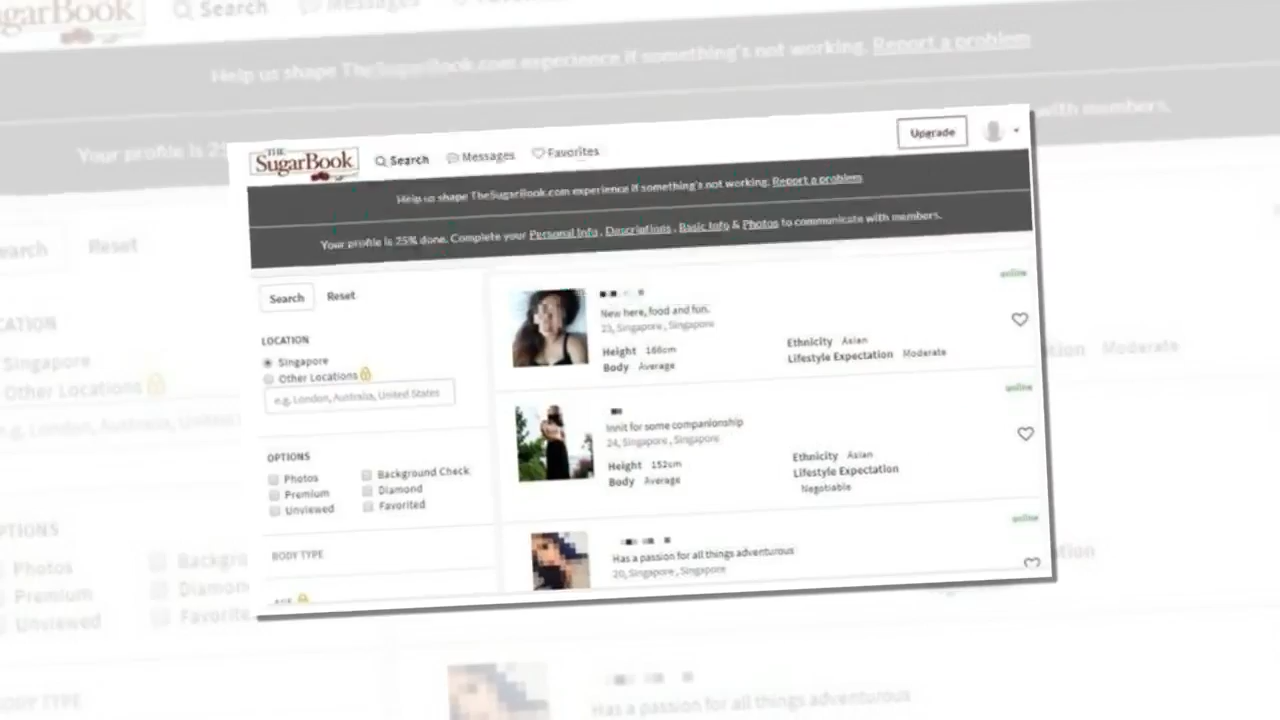 THE
SugarBook
Search
Messages
Favorites
Upgrade
Help us shape TheSugarBook.com experience if something's not working. Report a problem
Your profile is 25% done. Complete your Personal Info , Descriptions , Basic Info & Photos to communicate with members.
Search
Reset
LOCATION
Singapore
Other Locations
e.g. London, Australia, United States
OPTIONS
Photos
Background Check
Premium
Diamond
Unviewed
Favorited
BODY TYPE
AGE
online
New here, food and fun.
23, Singapore , Singapore
Height 166cm
Body Average
Ethnicity Asian
Lifestyle Expectation Moderate
online
Innit for some companionship
24, Singapore , Singapore
Height 152cm
Body Average
Ethnicity Asian
Lifestyle Expectation
Negotiable
online
Has a passion for all things adventurous
20, Singapore , Singapore